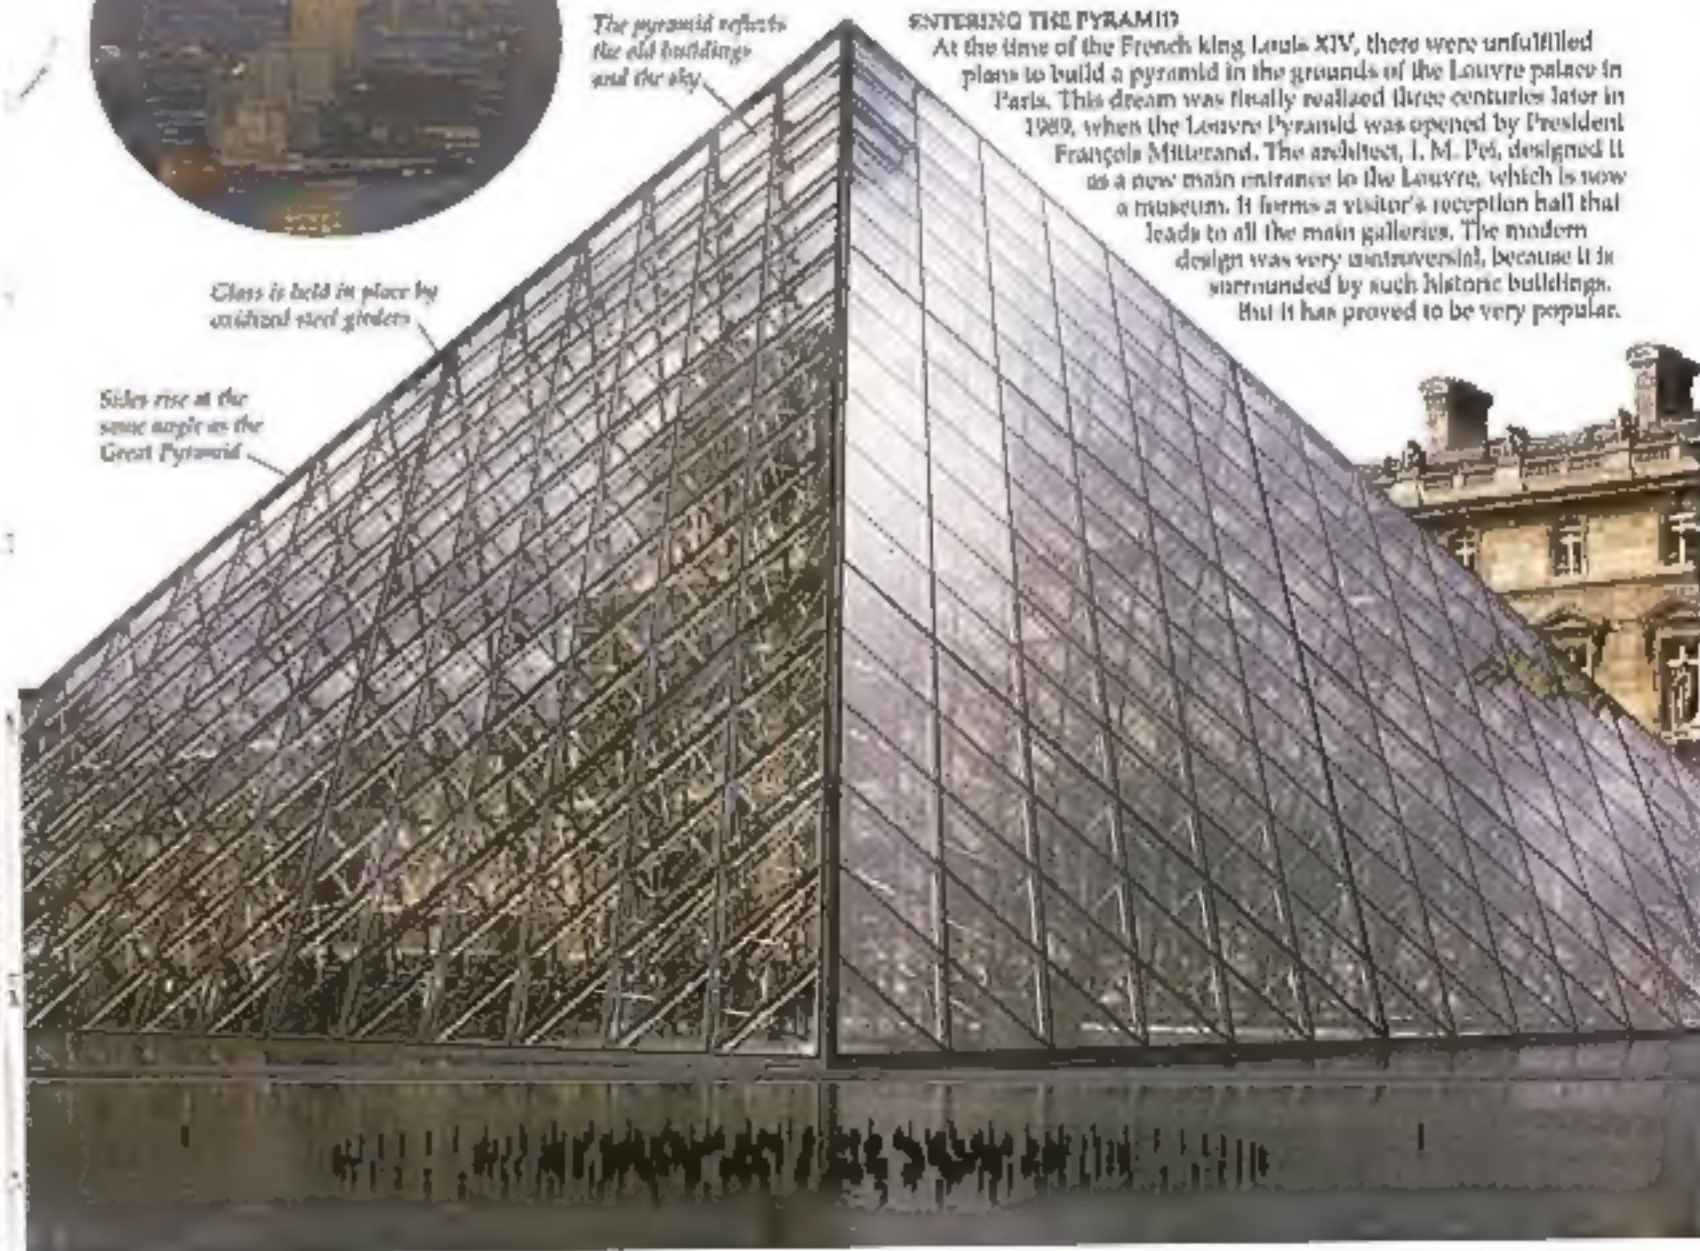 The pyramid reflects
the old buildings
and the sky
ENTERING THE PYRAMID
At the time of the French king Louis XIV, there were unfulfilled
plans to build a pyramid in the grounds of the Louvre palace in
Paris. This dream was finally realized three centuries later in
1989, when the Louvre Pyramid was opened by President
François Mitterand. The architect, I. M. Pei, designed it
as a new main entrance to the Louvre, which is now
a museum. It forms a visitor's reception hall that
leads to all the main galleries. The modern
design was very controversial, because it is
surrounded by such historic buildings.
But it has proved to be very popular.
Glass is held in place by
oxidized steel girders
Sides rise at the
same angle as the
Great Pyramid